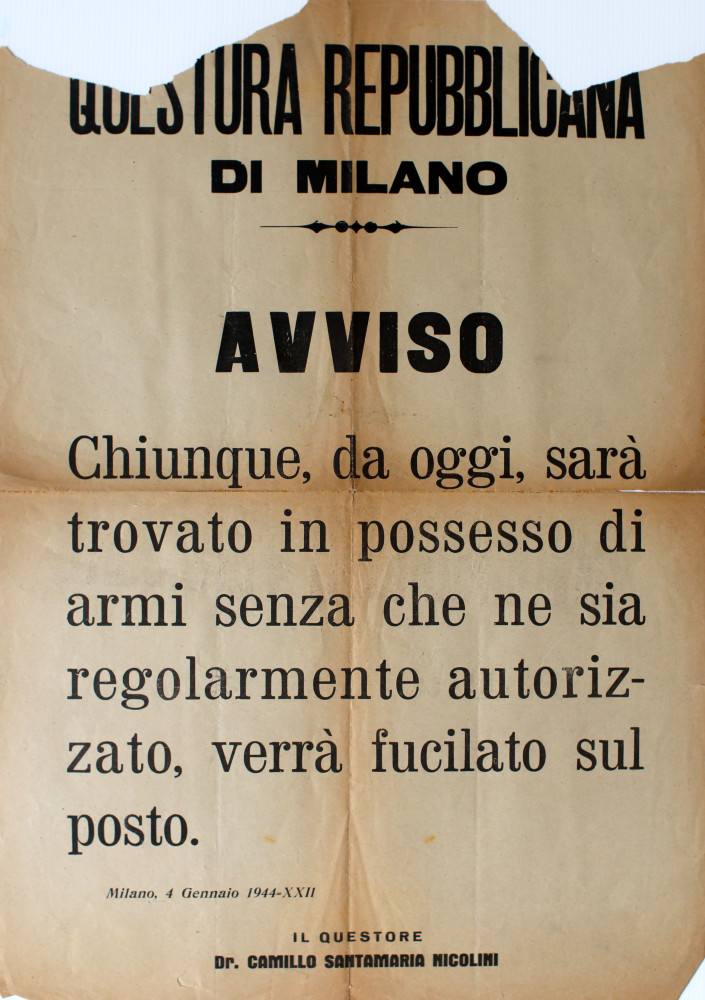 QUESTURA REPUBBLICANA
DI MILANO
AVVISO
Chiunque, da oggi, sarà
trovato in possesso di
armi senza che ne sia
regolarmente autoriz-
zato, verrà fucilato sul
posto.
Milano, 4 Gennaio 1944-XXII
IL QUESTORE
Dr. CAMILLO SANTAMARIA NICOLINI